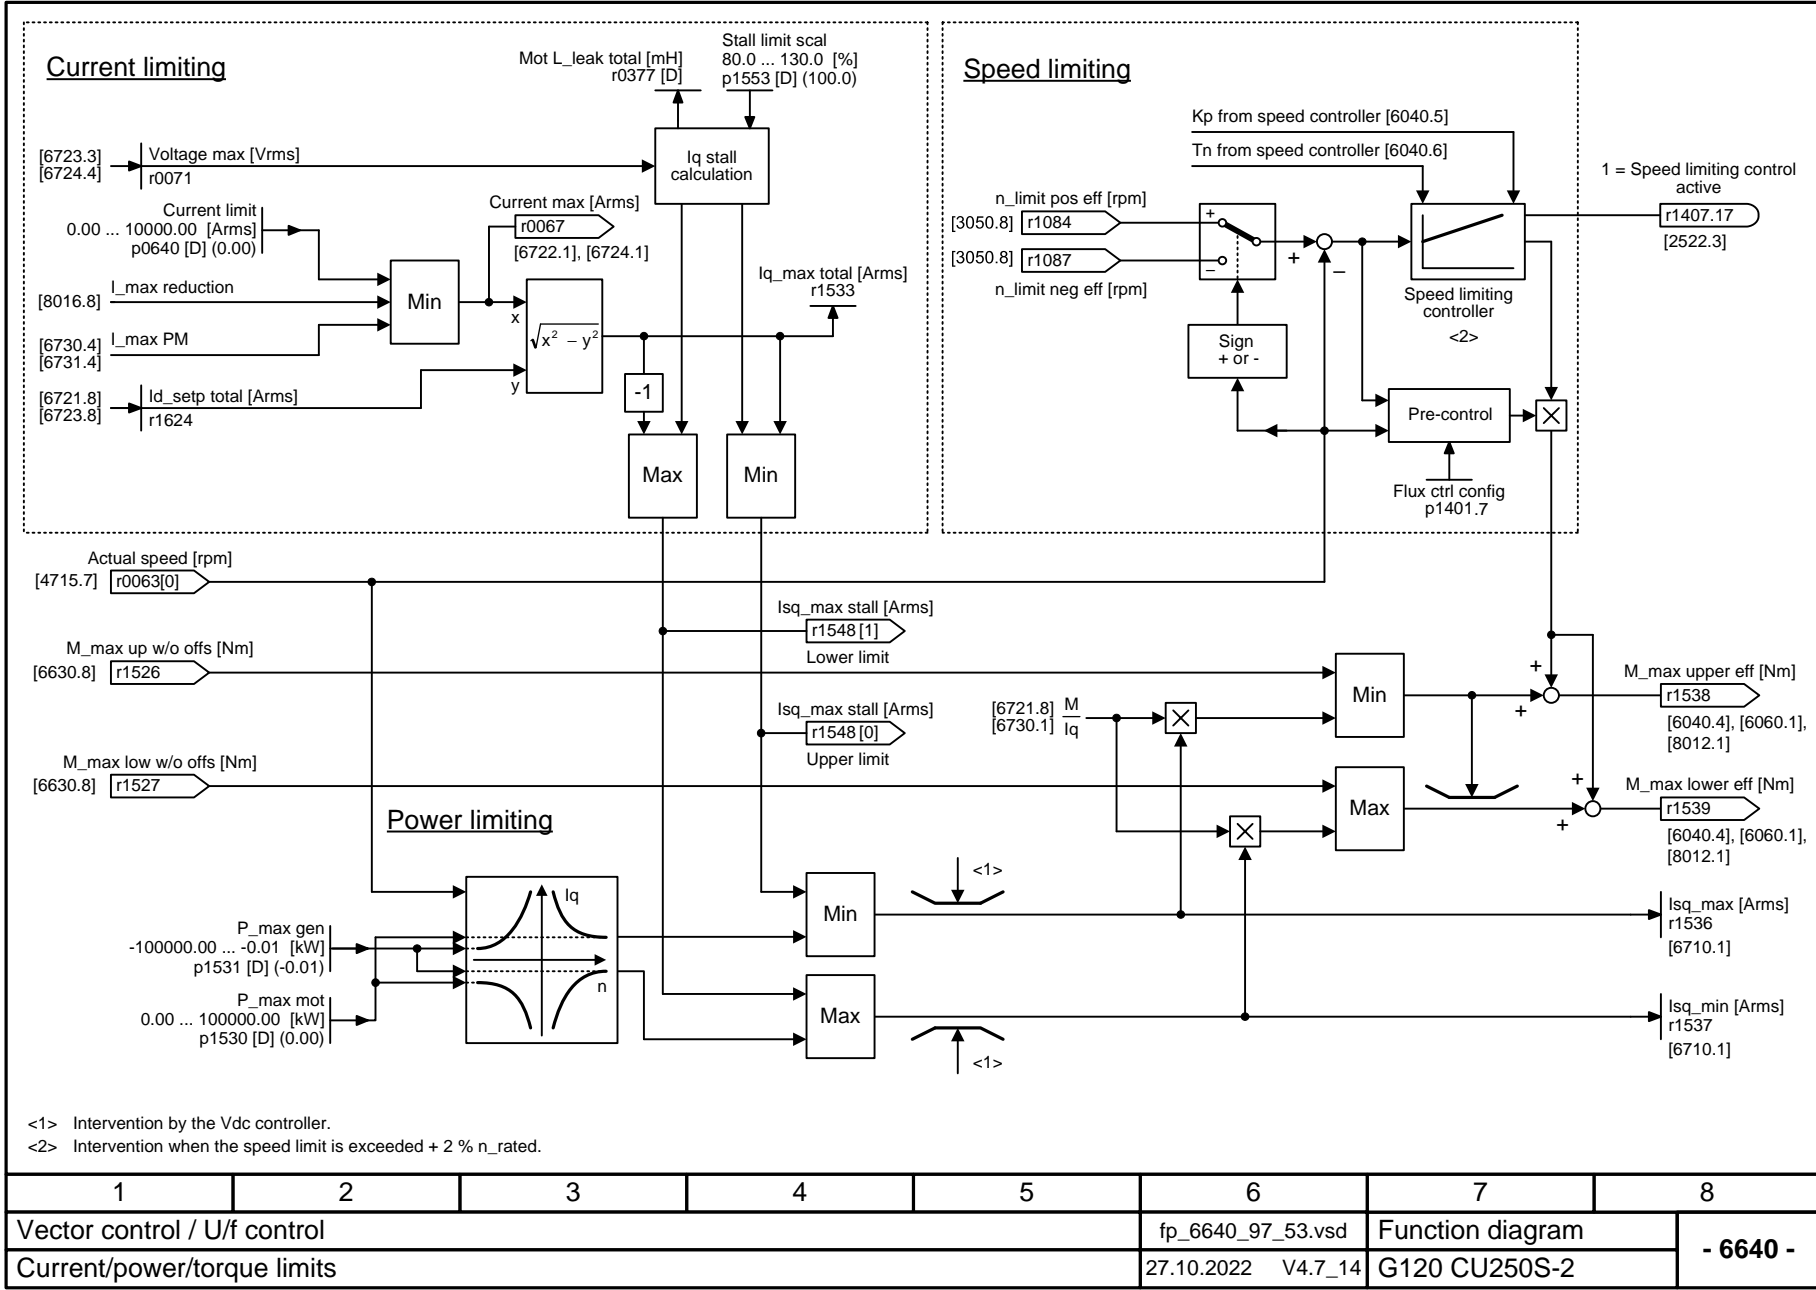 Current limiting
Mot L_leak total [mH]
r0377 [D]
Stall limit scal
80.0 ... 130.0 [%]
p1553 [D] (100.0)
[6723.3]
[6724.4]
Voltage max [Vrms]
r0071
Iq stall
calculation
Current limit
0.00 ... 10000.00 [Arms]
p0640 [D] (0.00)
Current max [Arms]
r0067
[6722.1], [6724.1]
[8016.8]
I_max reduction
Min
Iq_max total [Arms]
r1533
[6730.4]
[6731.4]
I_max PM
x
√x² – y²
y
[6721.8]
[6723.8]
Id_setp total [Arms]
r1624
-1
Max
Min
Speed limiting
Kp from speed controller [6040.5]
Tn from speed controller [6040.6]
1 = Speed limiting control
active
r1407.17
[2522.3]
n_limit pos eff [rpm]
[3050.8]
r1084
[3050.8]
r1087
n_limit neg eff [rpm]
+
–
+
–
Speed limiting
controller
<2>
Sign
+ or -
Pre-control
Flux ctrl config
p1401.7
Actual speed [rpm]
[4715.7]
r0063[0]
Isq_max stall [Arms]
r1548 [1]
Lower limit
M_max up w/o offs [Nm]
[6630.8]
r1526
Min
+
+
M_max upper eff [Nm]
r1538
[6040.4], [6060.1],
[8012.1]
[6721.8]
[6730.1]
M
Iq
Isq_max stall [Arms]
r1548 [0]
Upper limit
M_max low w/o offs [Nm]
[6630.8]
r1527
Max
+
+
M_max lower eff [Nm]
r1539
[6040.4], [6060.1],
[8012.1]
Power limiting
Iq
n
P_max gen
-100000.00 ... -0.01 [kW]
p1531 [D] (-0.01)
P_max mot
0.00 ... 100000.00 [kW]
p1530 [D] (0.00)
Min
<1>
Isq_max [Arms]
r1536
[6710.1]
Max
<1>
Isq_min [Arms]
r1537
[6710.1]
<1> Intervention by the Vdc controller.
<2> Intervention when the speed limit is exceeded + 2 % n_rated.
1 2 3 4 5 6 7 8
Vector control / U/f control
fp_6640_97_53.vsd
Function diagram
- 6640 -
Current/power/torque limits
27.10.2022 V4.7_14
G120 CU250S-2